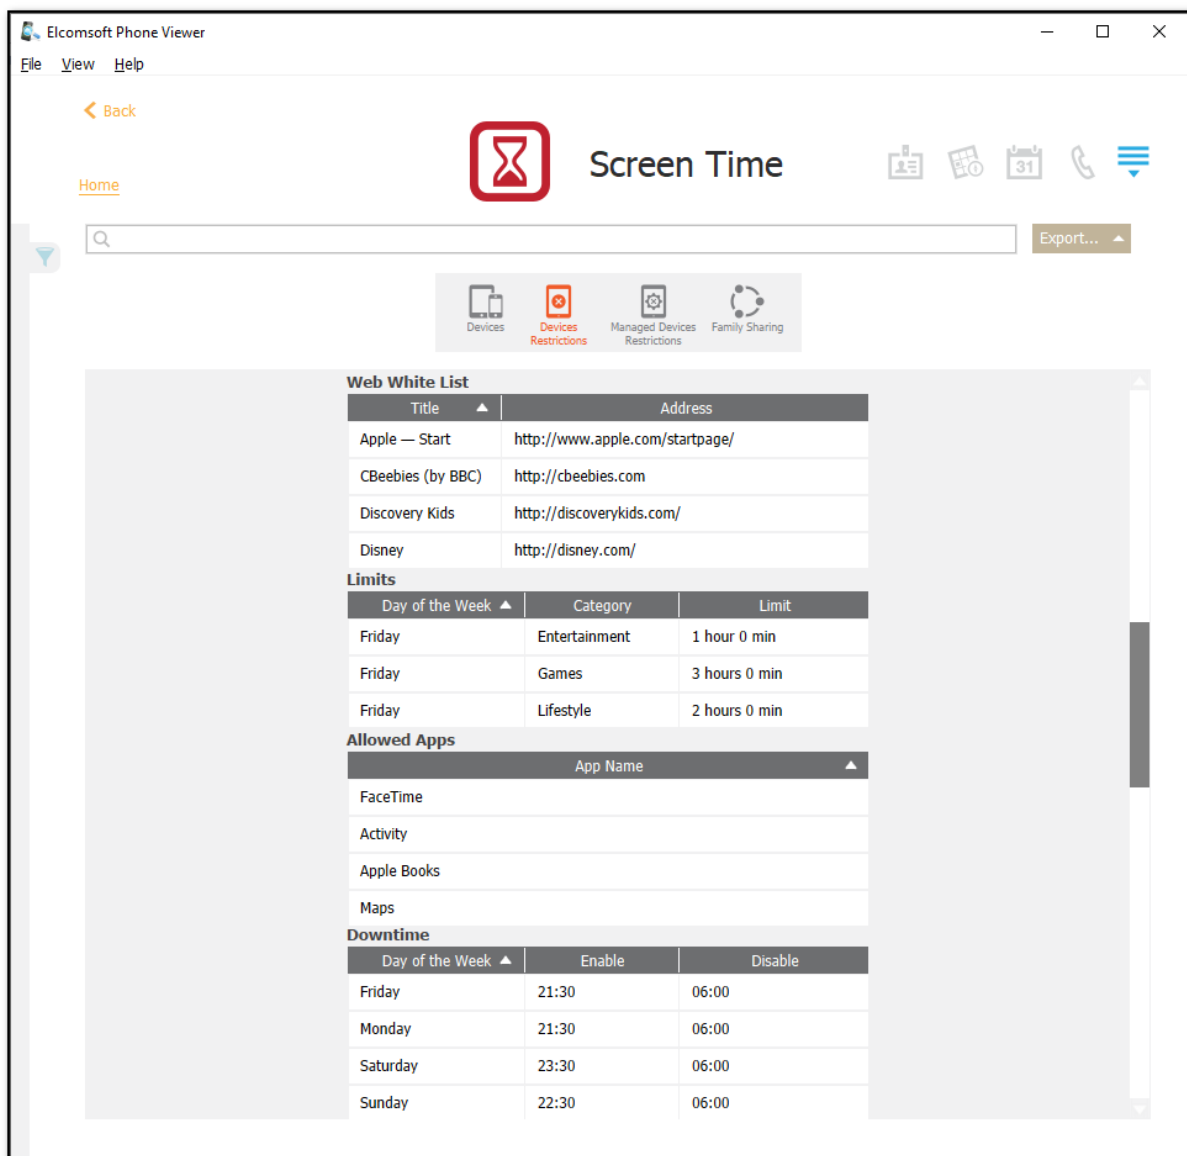 Elcomsoft Phone Viewer
File View Help
Back
Screen Time
31
Home
Export...
Devices
Devices Restrictions
Managed Devices Restrictions
Family Sharing
Web White List
Title Address
Apple — Start http://www.apple.com/startpage/
CBeebies (by BBC) http://cbeebies.com
Discovery Kids http://discoverykids.com/
Disney http://disney.com/
Limits
Day of the Week Category Limit
Friday Entertainment 1 hour 0 min
Friday Games 3 hours 0 min
Friday Lifestyle 2 hours 0 min
Allowed Apps
App Name
FaceTime
Activity
Apple Books
Maps
Downtime
Day of the Week Enable Disable
Friday 21:30 06:00
Monday 21:30 06:00
Saturday 23:30 06:00
Sunday 22:30 06:00